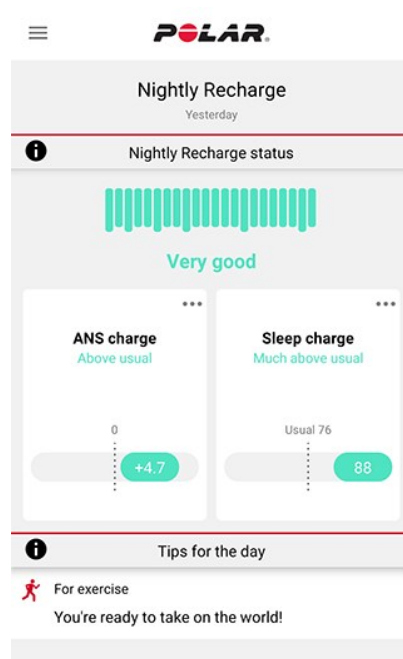 POLAR.
Nightly Recharge
Yesterday
Nightly Recharge status
Very good
ANS charge
Above usual
0
+4.7
Sleep charge
Much above usual
Usual 76
88
Tips for the day
For exercise
You're ready to take on the world!